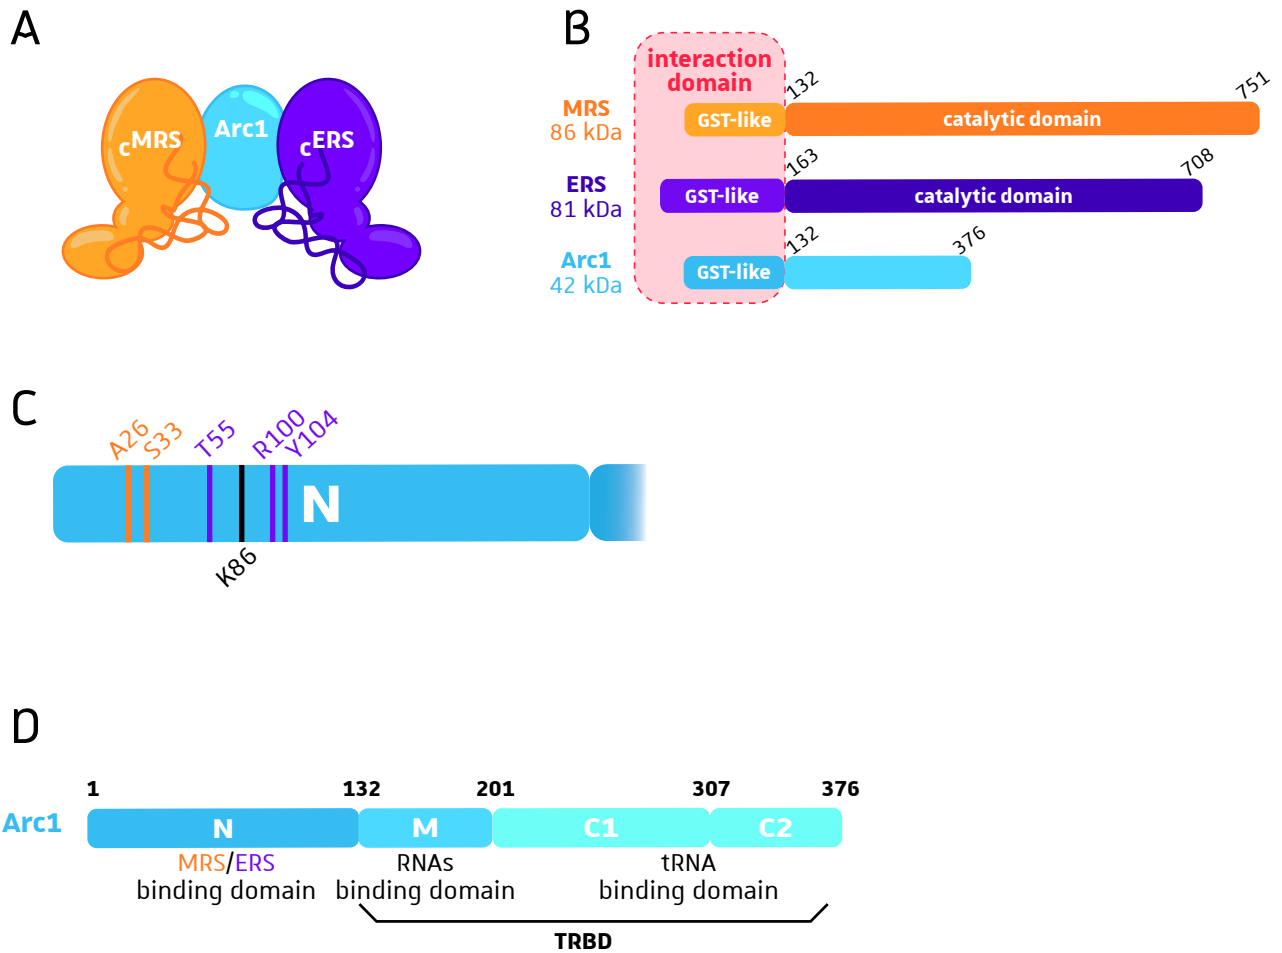 A
cMRS
Arc1
cERS
B
interaction
domain
MRS
86 kDa
GST-like
132
catalytic domain
751
ERS
81 kDa
GST-like
163
catalytic domain
708
Arc1
42 kDa
GST-like
132
376
C
A26
S33
T55
R100
Y104
N
K86
D
1
132
201
307
376
Arc1
N
M
C1
C2
MRS/ERS
binding domain
RNAs
binding domain
tRNA
binding domain
TRBD